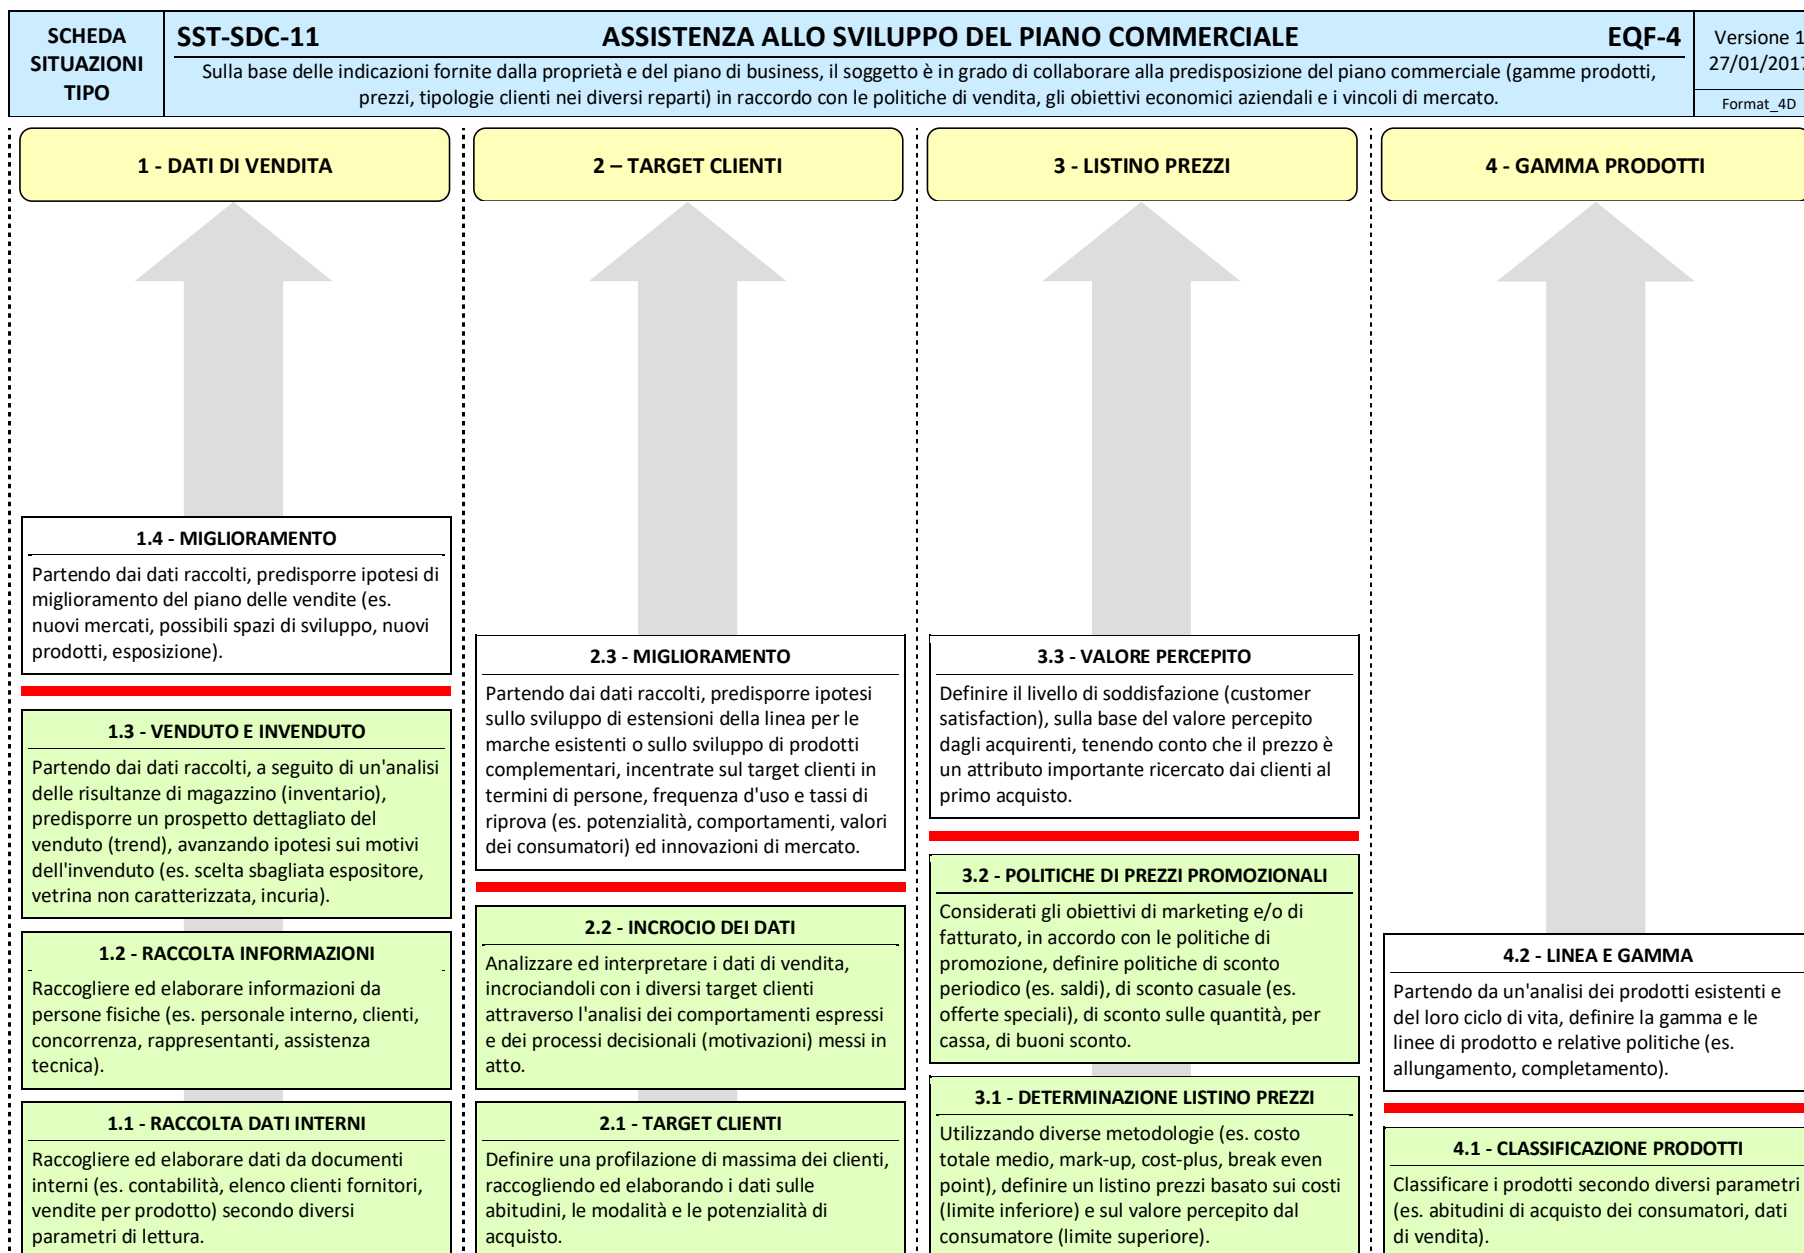 SCHEDA
SITUAZIONI
TIPO
SST-SDC-11 ASSISTENZA ALLO SVILUPPO DEL PIANO COMMERCIALE EQF-4
Sulla base delle indicazioni fornite dalla proprietà e del piano di business, il soggetto è in grado di collaborare alla predisposizione del piano commerciale (gamme prodotti,
prezzi, tipologie clienti nei diversi reparti) in raccordo con le politiche di vendita, gli obiettivi economici aziendali e i vincoli di mercato.
Versione 1
27/01/2017
Format_4D
1 - DATI DI VENDITA
1.4 - MIGLIORAMENTO
Partendo dai dati raccolti, predisporre ipotesi di
miglioramento del piano delle vendite (es.
nuovi mercati, possibili spazi di sviluppo, nuovi
prodotti, esposizione).
1.3 - VENDUTO E INVENDUTO
Partendo dai dati raccolti, a seguito di un'analisi
delle risultanze di magazzino (inventario),
predisporre un prospetto dettagliato del
venduto (trend), avanzando ipotesi sui motivi
dell'invenduto (es. scelta sbagliata espositore,
vetrina non caratterizzata, incuria).
1.2 - RACCOLTA INFORMAZIONI
Raccogliere ed elaborare informazioni da
persone fisiche (es. personale interno, clienti,
concorrenza, rappresentanti, assistenza
tecnica).
1.1 - RACCOLTA DATI INTERNI
Raccogliere ed elaborare dati da documenti
interni (es. contabilità, elenco clienti fornitori,
vendite per prodotto) secondo diversi
parametri di lettura.
2 – TARGET CLIENTI
2.3 - MIGLIORAMENTO
Partendo dai dati raccolti, predisporre ipotesi
sullo sviluppo di estensioni della linea per le
marche esistenti o sullo sviluppo di prodotti
complementari, incentrate sul target clienti in
termini di persone, frequenza d'uso e tassi di
riprova (es. potenzialità, comportamenti, valori
dei consumatori) ed innovazioni di mercato.
2.2 - INCROCIO DEI DATI
Analizzare ed interpretare i dati di vendita,
incrociandoli con i diversi target clienti
attraverso l'analisi dei comportamenti espressi
e dei processi decisionali (motivazioni) messi in
atto.
2.1 - TARGET CLIENTI
Definire una profilazione di massima dei clienti,
raccogliendo ed elaborando i dati sulle
abitudini, le modalità e le potenzialità di
acquisto.
3 - LISTINO PREZZI
3.3 - VALORE PERCEPITO
Definire il livello di soddisfazione (customer
satisfaction), sulla base del valore percepito
dagli acquirenti, tenendo conto che il prezzo è
un attributo importante ricercato dai clienti al
primo acquisto.
3.2 - POLITICHE DI PREZZI PROMOZIONALI
Considerati gli obiettivi di marketing e/o di
fatturato, in accordo con le politiche di
promozione, definire politiche di sconto
periodico (es. saldi), di sconto casuale (es.
offerte speciali), di sconto sulle quantità, per
cassa, di buoni sconto.
3.1 - DETERMINAZIONE LISTINO PREZZI
Utilizzando diverse metodologie (es. costo
totale medio, mark-up, cost-plus, break even
point), definire un listino prezzi basato sui costi
(limite inferiore) e sul valore percepito dal
consumatore (limite superiore).
4 - GAMMA PRODOTTI
4.2 - LINEA E GAMMA
Partendo da un'analisi dei prodotti esistenti e
del loro ciclo di vita, definire la gamma e le
linee di prodotto e relative politiche (es.
allungamento, completamento).
4.1 - CLASSIFICAZIONE PRODOTTI
Classificare i prodotti secondo diversi parametri
(es. abitudini di acquisto dei consumatori, dati
di vendita).